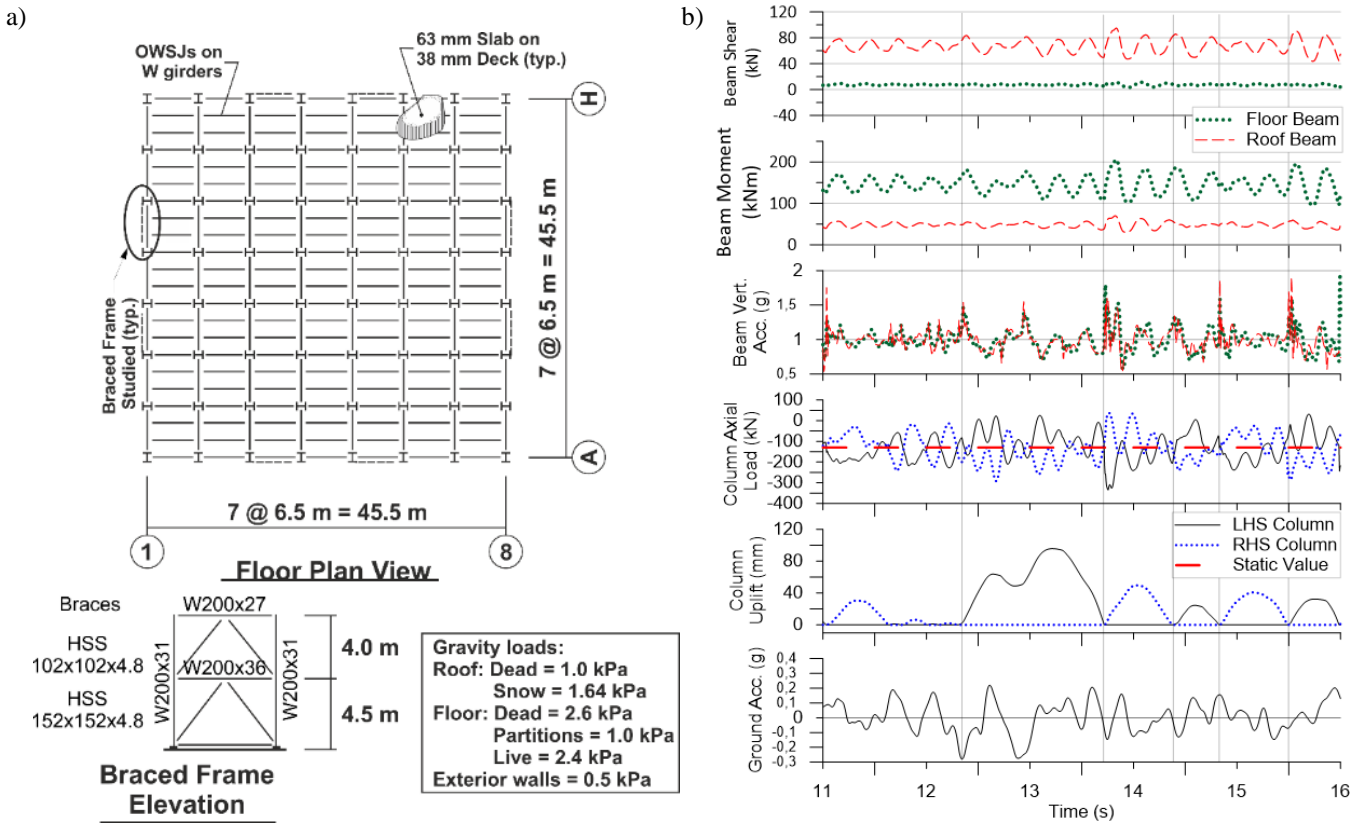 a)
OWSJs on
W girders
63 mm Slab on
38 mm Deck (typ.)
H
Braced Frame
Studied (typ.)
7 @ 6.5 m = 45.5 m
A
7 @ 6.5 m = 45.5 m
1
8
Floor Plan View
Braces
W200x27
HSS
102x102x4.8
W200x31
W200x36
W200x31
4.0 m
HSS
152x152x4.8
4.5 m
Braced Frame
Elevation
Gravity loads:
Roof: Dead = 1.0 kPa
Snow = 1.64 kPa
Floor: Dead = 2.6 kPa
Partitions = 1.0 kPa
Live = 2.4 kPa
Exterior walls = 0.5 kPa
b)
Beam Shear
(kN)
120
80
40
0
-40
Floor Beam
Roof Beam
Beam Moment
(kNm)
200
100
0
Beam Vert.
Acc. (g)
2
1.5
1
0,5
Column Axial
Load (kN)
100
0
-100
-200
-300
-400
LHS Column
RHS Column
Static Value
Column
Uplift (mm)
120
80
40
0
Ground Acc. (g)
0,4
0,3
0,2
0,1
0
-0,1
-0,2
-0,3
11
12
13
14
15
16
Time (s)